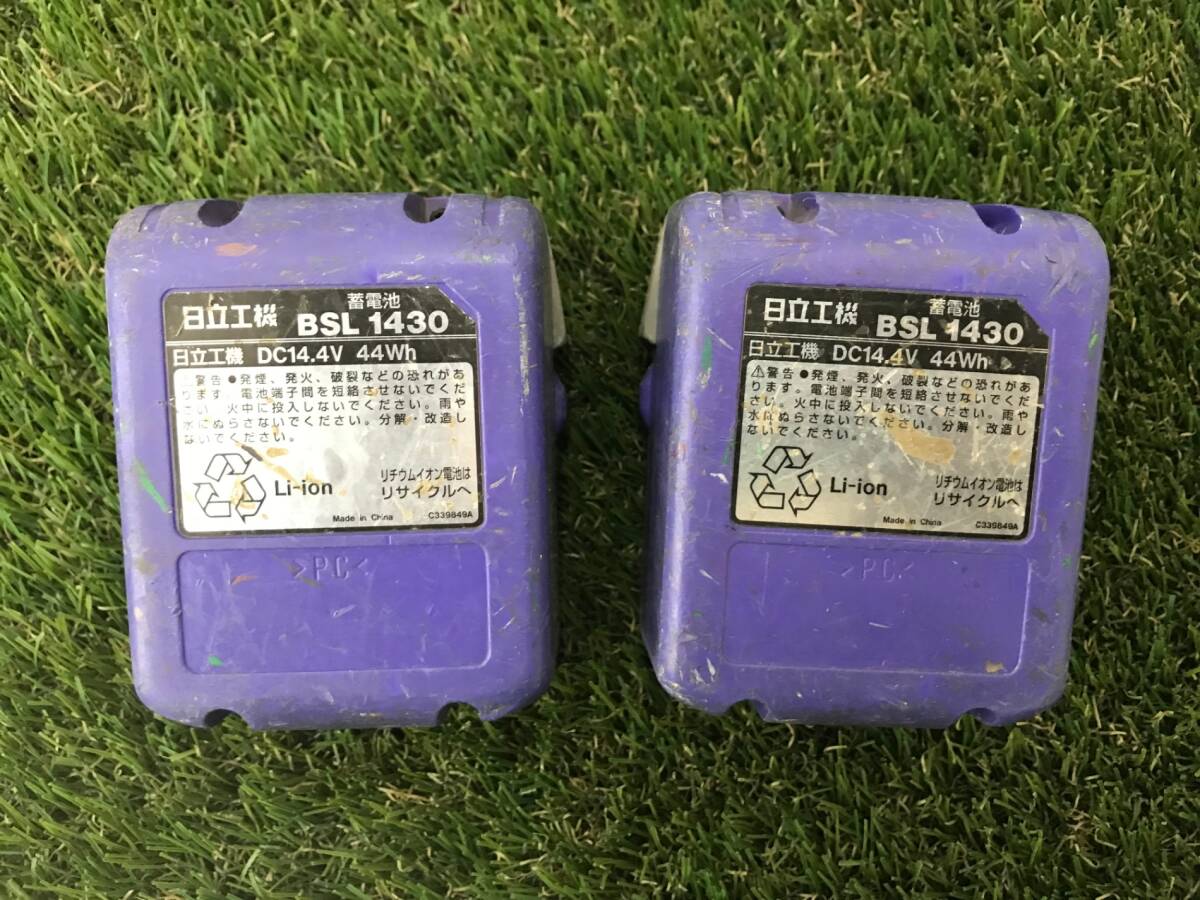 日立工機 蓄電池
BSL 1430
日立工機 DC14.4V 44Wh
⚠警告 ●発煙、発火、破裂などの恐れがあ
ります。電池端子間を短絡させないでくだ
さい。火中に投入しないでください。雨や
水にぬらさないでください。分解・改造し
ないでください。
Li-ion
リチウムイオン電池は
リサイクルへ
Made in China C339849A
>PC<
日立工機 蓄電池
BSL 1430
日立工機 DC14.4V 44Wh
⚠警告 ●発煙、発火、破裂などの恐れがあ
ります。電池端子間を短絡させないでくだ
さい。火中に投入しないでください。雨や
水にぬらさないでください。分解・改造し
ないでください。
Li-ion
リチウムイオン電池は
リサイクルへ
Made in China C339849A
>PC<